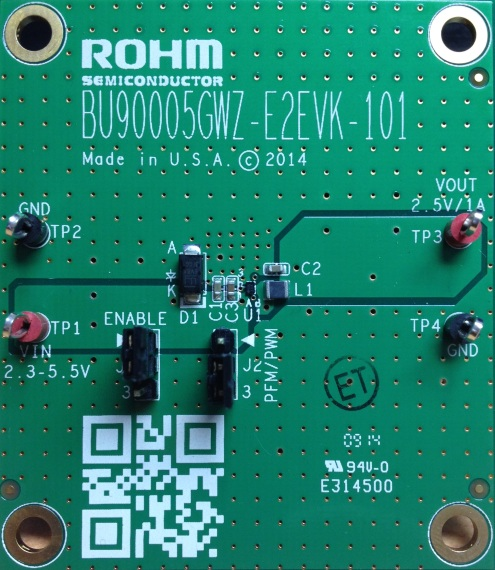 ROHM
SEMICONDUCTOR
BU90005GWZ-E2EVK-101
Made in U.S.A. © 2014
GND
TP2
VOUT
2.5V/1A
TP3
A
K
D1
C2
L1
U1
TP1
VIN
2.3-5.5V
ENABLE
TP4
GND
J2
3
3
PFM/PWM
ET
0914
94V-0
E314500